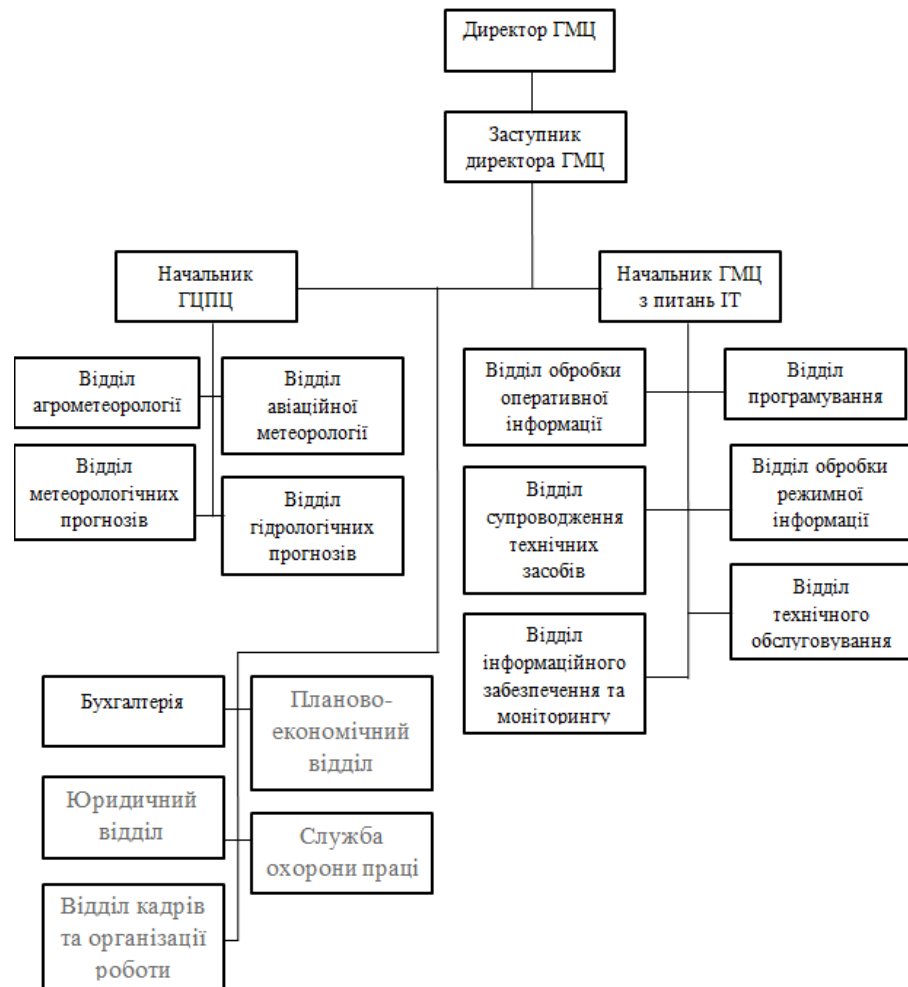 Директор ГМЦ
Заступник
директора ГМЦ
Начальник
ГЦПЦ
Начальник ГМЦ
з питань ІТ
Відділ
агрометеорології
Відділ
авіаційної
метеорології
Відділ
метеорологічних
прогнозів
Відділ
гідрологічних
прогнозів
Відділ обробки
оперативної
інформації
Відділ
програмування
Відділ
супроводження
технічних
засобів
Відділ обробки
режимної
інформації
Відділ
інформаційного
забезпечення та
моніторингу
Відділ
технічного
обслуговування
Бухгалтерія
Планово-
економічний
відділ
Юридичний
відділ
Служба
охорони праці
Відділ кадрів
та організації
роботи